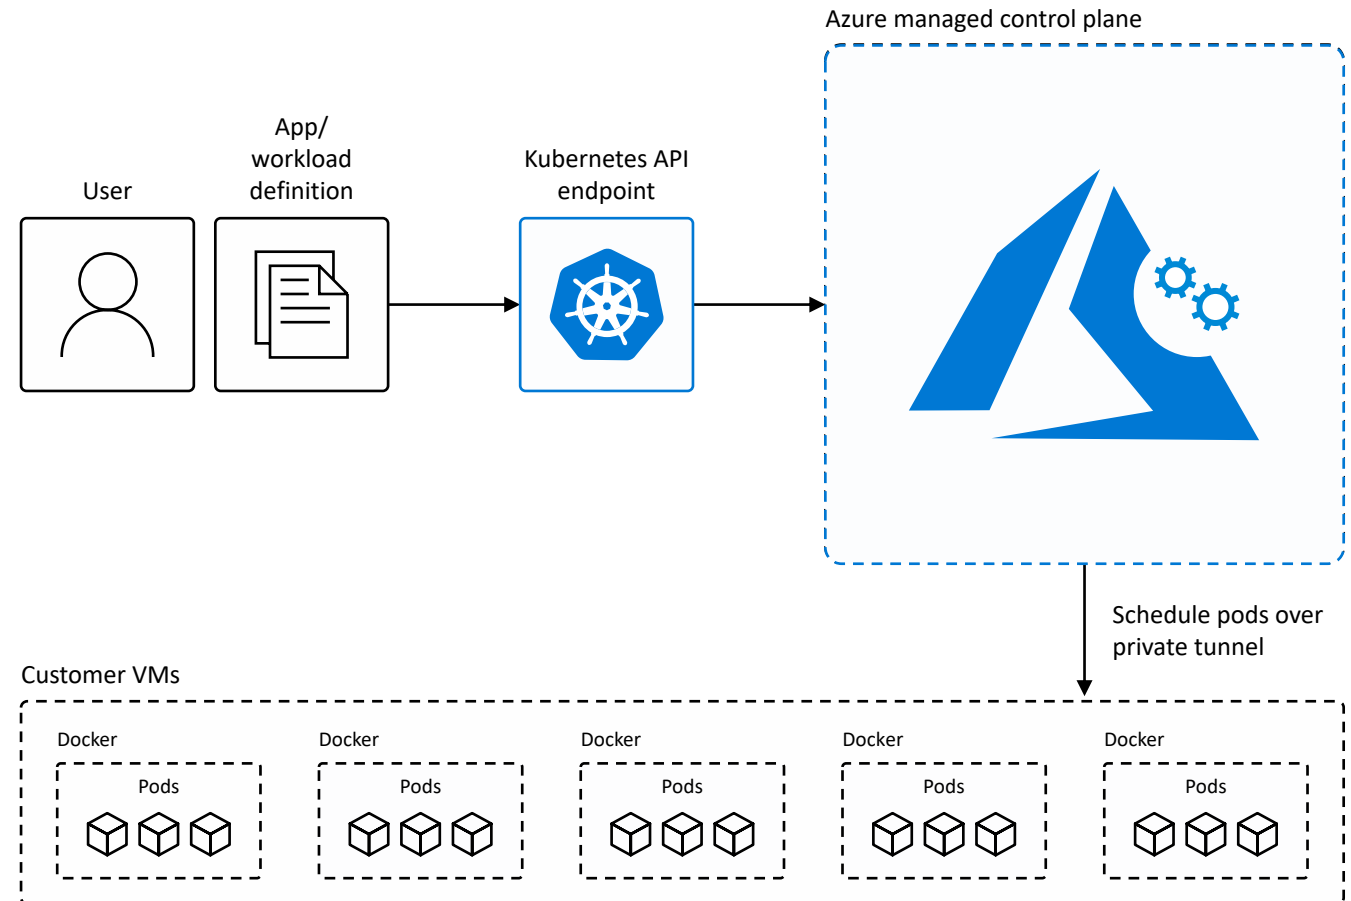 Azure managed control plane
User
App/
workload
definition
Kubernetes API
endpoint
Schedule pods over
private tunnel
Customer VMs
Docker
Docker
Docker
Docker
Docker
Pods
Pods
Pods
Pods
Pods